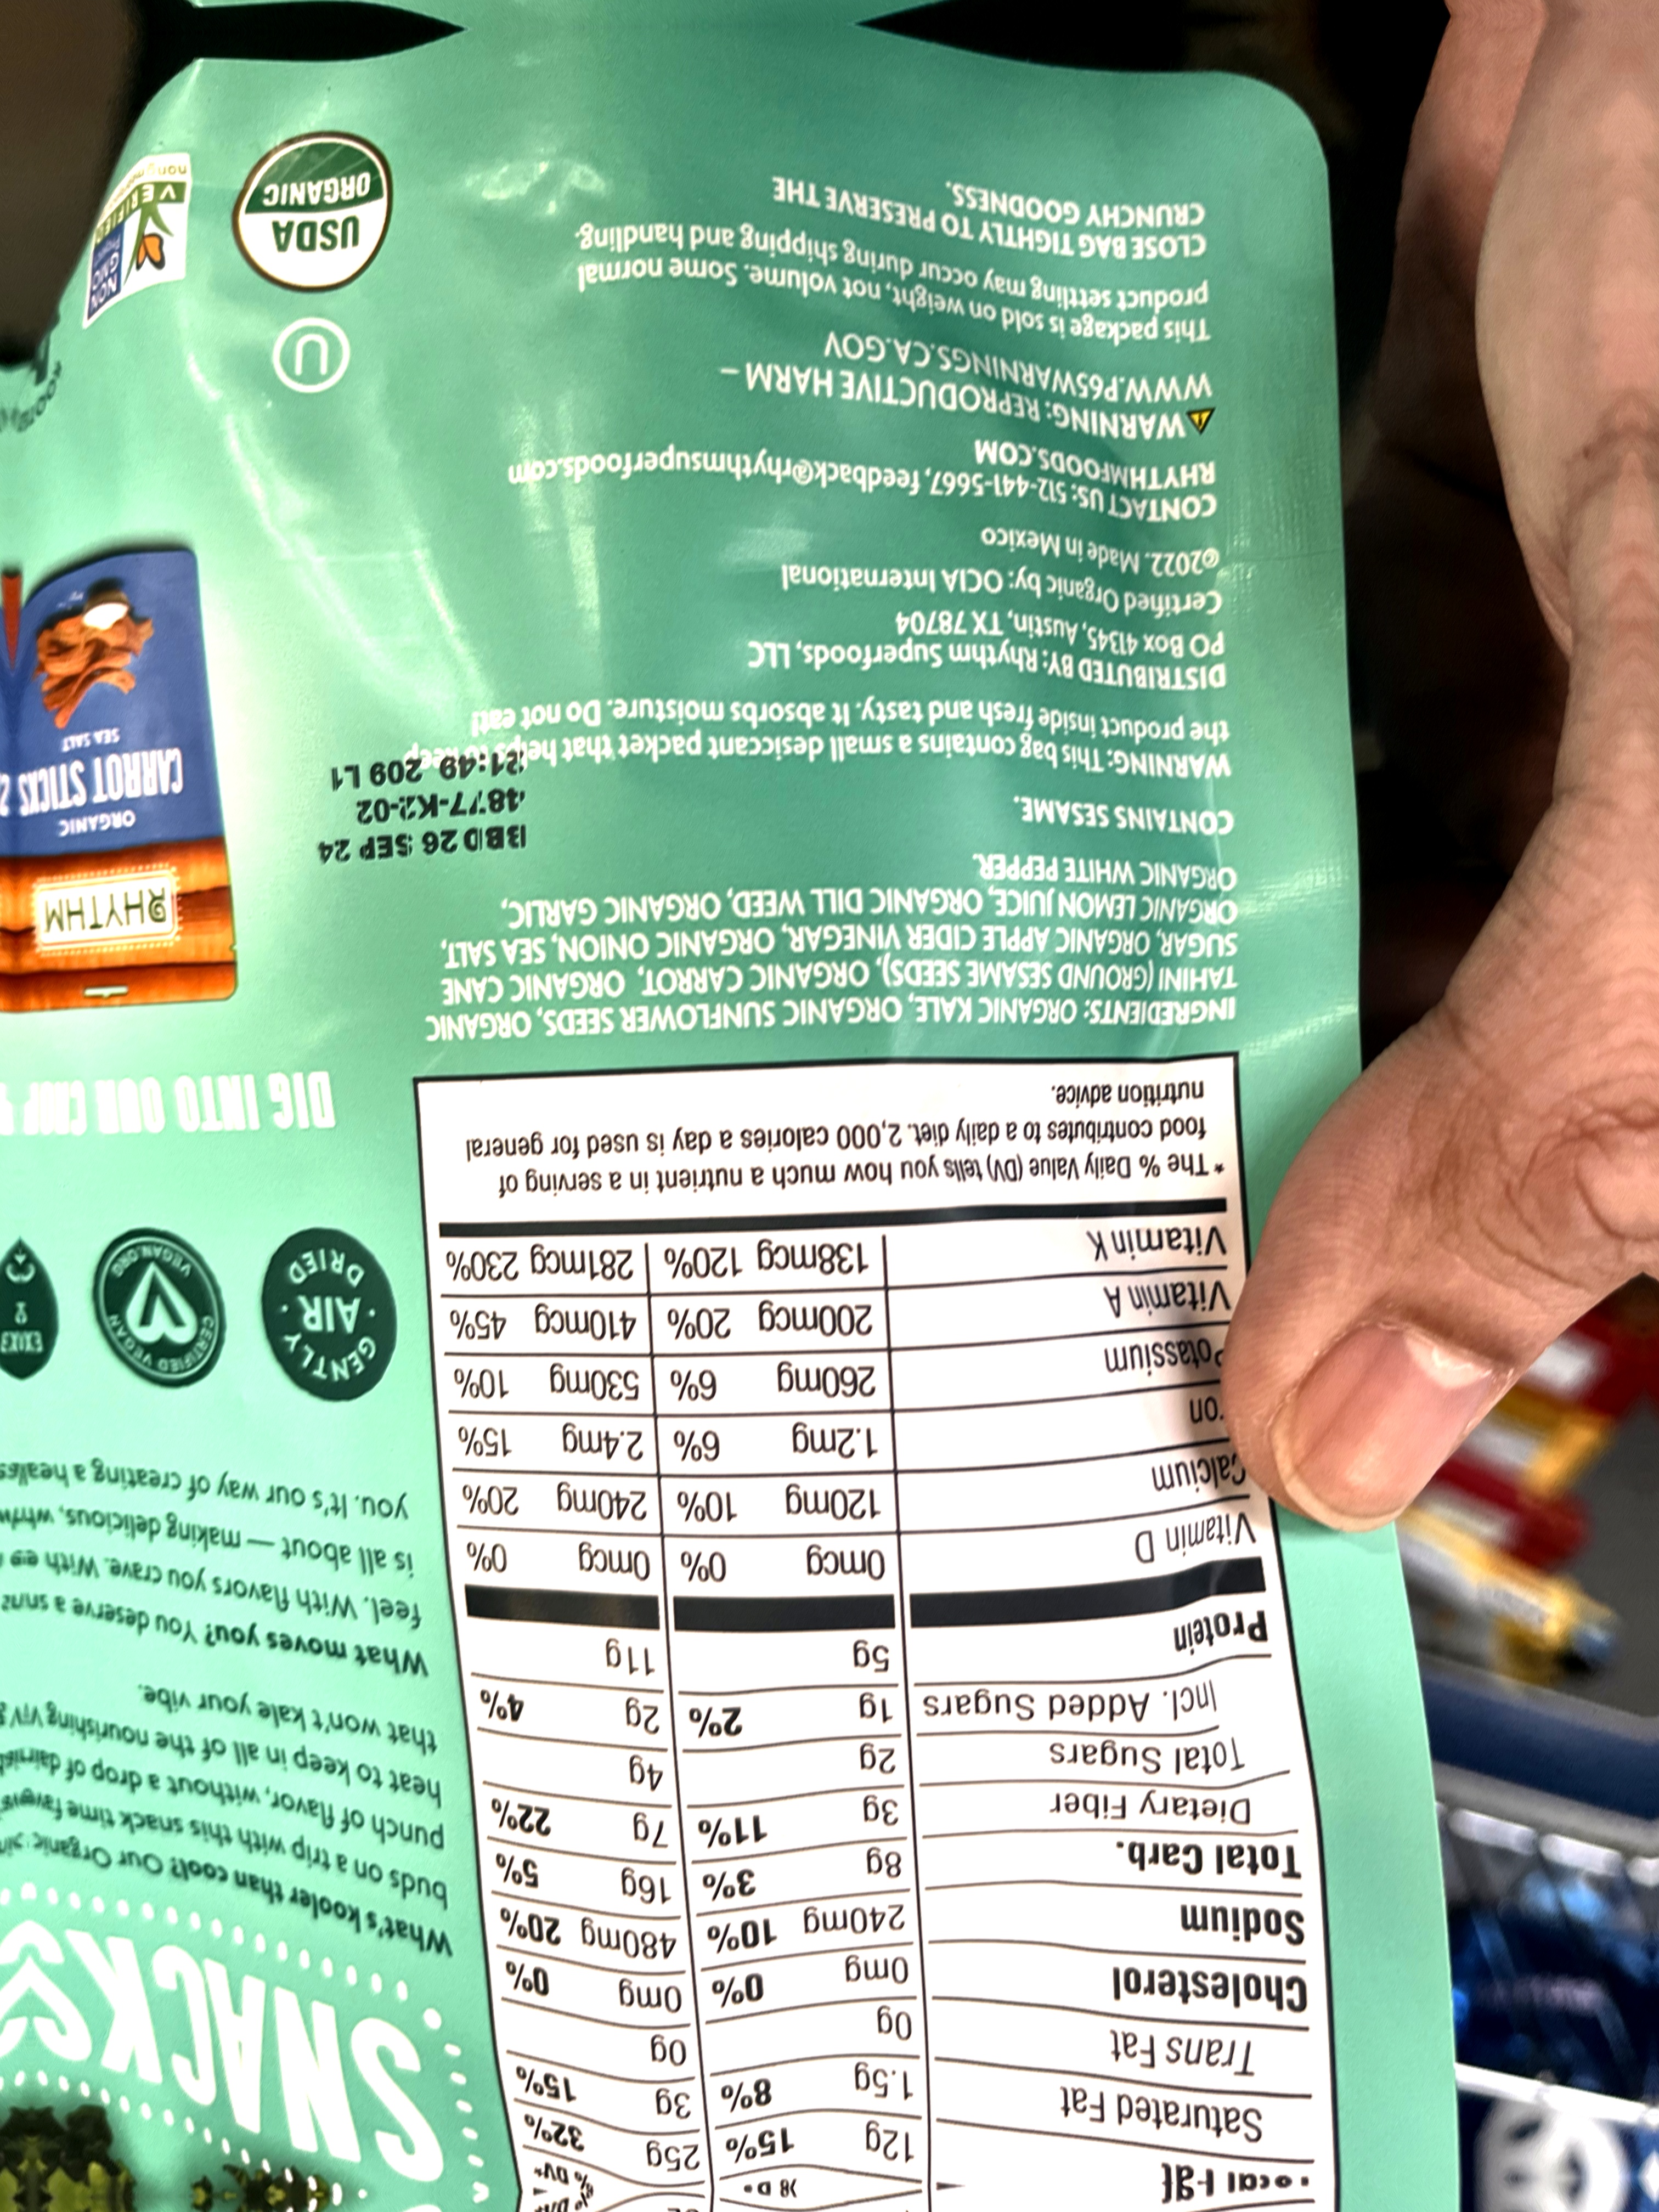 Total Fat 12g 15% 25g 32%
Saturated Fat 1.5g 8% 3g 15%
Trans Fat 0g 0g
Cholesterol 0mg 0% 0mg 0%
Sodium 240mg 10% 480mg 20%
Total Carb. 8g 3% 16g 5%
Dietary Fiber 3g 11% 7g 22%
Total Sugars 2g 4g
Incl. Added Sugars 1g 2% 2g 4%
Protein 5g 11g
Vitamin D 0mcg 0% 0mcg 0%
Calcium 120mg 10% 240mg 20%
ron 1.2mg 6% 2.4mg 15%
Potassium 260mg 6% 530mg 10%
Vitamin A 200mcg 20% 410mcg 45%
Vitamin K 138mcg 120% 281mcg 230%
* The % Daily Value (DV) tells you how much a nutrient in a serving of
food contributes to a daily diet. 2,000 calories a day is used for general
nutrition advice.
INGREDIENTS: ORGANIC KALE, ORGANIC SUNFLOWER SEEDS, ORGANIC
TAHINI (GROUND SESAME SEEDS), ORGANIC CARROT, ORGANIC CANE
SUGAR, ORGANIC APPLE CIDER VINEGAR, ORGANIC ONION, SEA SALT,
ORGANIC LEMON JUICE, ORGANIC DILL WEED, ORGANIC GARLIC,
ORGANIC WHITE PEPPER.
CONTAINS SESAME.
BBD 26 SEP 24
4877-K2-02
21:49 209 L1
WARNING: This bag contains a small desiccant packet that helps to keep
the product inside fresh and tasty. It absorbs moisture. Do not eat!
DISTRIBUTED BY: Rhythm Superfoods, LLC
PO Box 41345, Austin, TX 78704
Certified Organic by: OCIA International
©2022. Made in Mexico
CONTACT US: 512-441-5667, feedback@rhythmsuperfoods.com
RHYTHMFOODS.COM
WARNING: REPRODUCTIVE HARM –
WWW.P65WARNINGS.CA.GOV
This package is sold on weight, not volume. Some normal
product settling may occur during shipping and handling.
CLOSE BAG TIGHTLY TO PRESERVE THE
CRUNCHY GOODNESS.
SNACKS
What's kooler than cool? Our Organic
buds on a trip with this snack time
punch of flavor, without a drop of
heat to keep in all of the nourishing
that won't kale your vibe.
What moves you? You deserve a
feel. With flavors you crave. With
is all about — making delicious,
you. It's our way of creating a
GENTLY
AIR
DRIED
CERTIFIED VEGAN
VEGAN.ORG
DIG INTO OUR
RHYTHM
ORGANIC
CARROT STICKS
SEA SALT
U
USDA
ORGANIC
NON
GMO
Project
VERIFIED